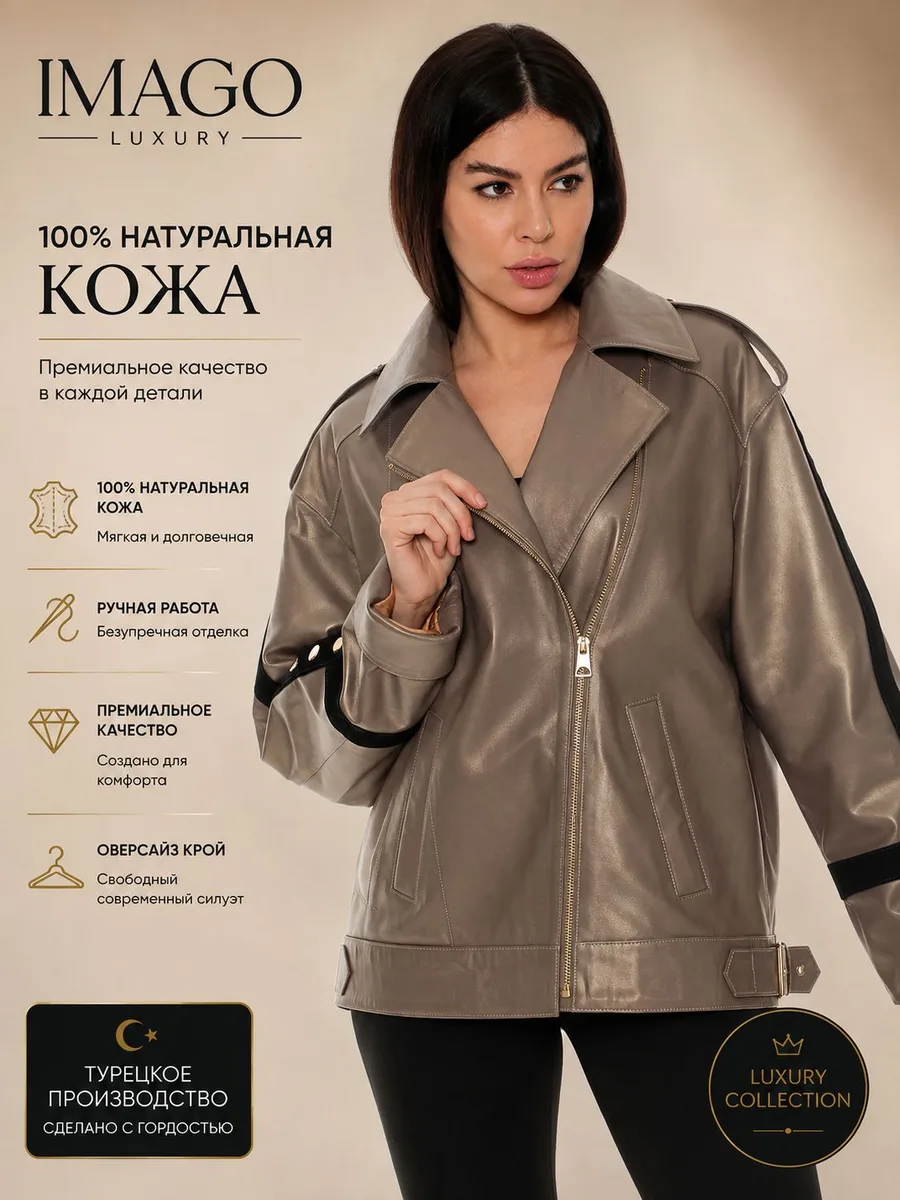 IMAGO
LUXURY
100% НАТУРАЛЬНАЯ
КОЖА
Премиальное качество
в каждой детали
100% НАТУРАЛЬНАЯ
КОЖА
Мягкая и долговечная
РУЧНАЯ РАБОТА
Безупречная отделка
ПРЕМИАЛЬНОЕ
КАЧЕСТВО
Создано для
комфорта
ОВЕРСАЙЗ КРОЙ
Свободный
современный силуэт
ТУРЕЦКОЕ
ПРОИЗВОДСТВО
СДЕЛАНО С ГОРДОСТЬЮ
LUXURY
COLLECTION